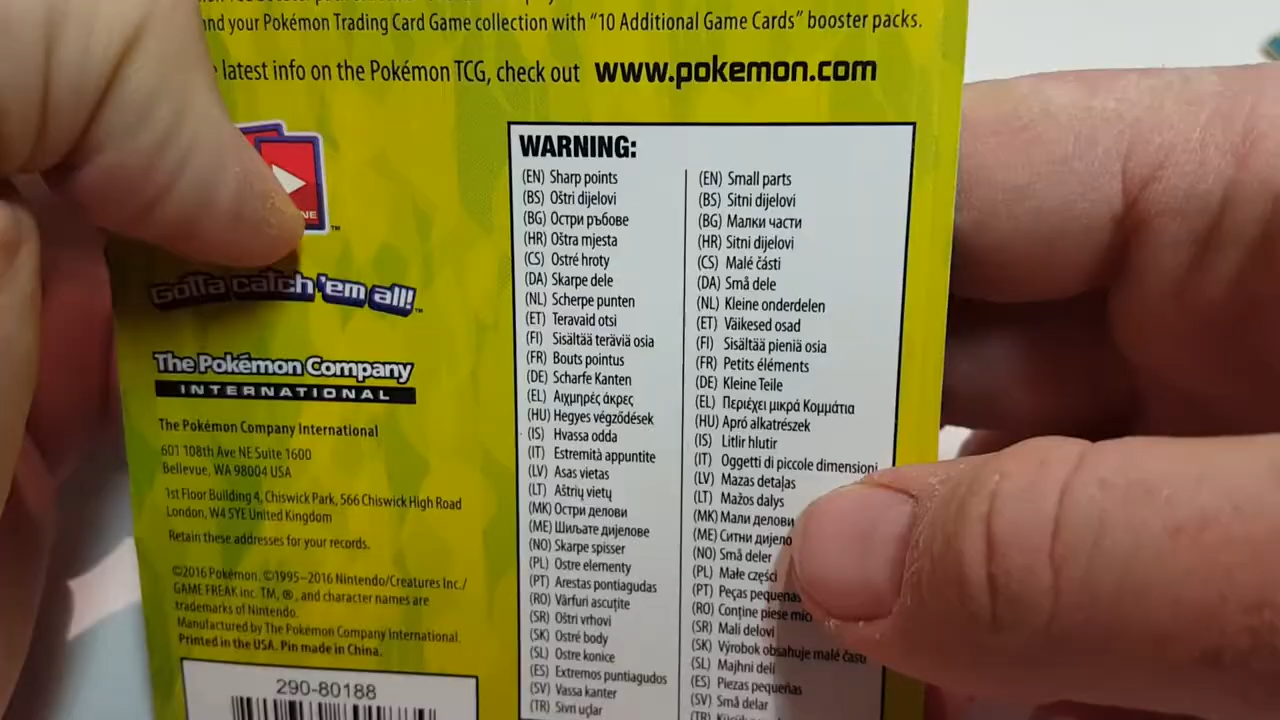 and your Pokémon Trading Card Game collection with “10 Additional Game Cards” booster packs.
latest info on the Pokémon TCG, check out www.pokemon.com
Gotta catch 'em all!™
The Pokémon Company
INTERNATIONAL
The Pokémon Company International
601 108th Ave NE Suite 1600
Bellevue, WA 98004 USA
1st Floor Building 4, Chiswick Park, 566 Chiswick High Road
London, W4 5YE United Kingdom
Retain these addresses for your records.
©2016 Pokémon. ©1995–2016 Nintendo/Creatures Inc./
GAME FREAK inc. TM, ®, and character names are
trademarks of Nintendo.
Manufactured by The Pokémon Company International.
Printed in the USA. Pin made in China.
290-80188
WARNING:
(EN) Sharp points
(BS) Oštri dijelovi
(BG) Остри ръбове
(HR) Oštra mjesta
(CS) Ostré hroty
(DA) Skarpe dele
(NL) Scherpe punten
(ET) Teravaid otsi
(FI) Sisältää teräviä osia
(FR) Bouts pointus
(DE) Scharfe Kanten
(EL) Αιχμηρές άκρες
(HU) Hegyes végződések
(IS) Hvassa odda
(IT) Estremità appuntite
(LV) Asas vietas
(LT) Aštrių vietų
(MK) Остри делови
(ME) Шиљате дијелове
(NO) Skarpe spisser
(PL) Ostre elementy
(PT) Arestas pontiagudas
(RO) Vârfuri ascuțite
(SR) Oštri vrhovi
(SK) Ostré body
(SL) Ostre konice
(ES) Extremos puntiagudos
(SV) Vassa kanter
(TR) Sivri uçlar
(EN) Small parts
(BS) Sitni dijelovi
(BG) Малки части
(HR) Sitni dijelovi
(CS) Malé části
(DA) Små dele
(NL) Kleine onderdelen
(ET) Väikesed osad
(FI) Sisältää pieniä osia
(FR) Petits éléments
(DE) Kleine Teile
(EL) Περιέχει μικρά Κομμάτια
(HU) Apró alkatrészek
(IS) Litlir hlutir
(IT) Oggetti di piccole dimensioni
(LV) Mazas detaļas
(LT) Mažos dalys
(MK) Мали делови
(ME) Ситни дијело
(NO) Små deler
(PL) Małe części
(PT) Peças pequenas
(RO) Conține piese mici
(SR) Mali delovi
(SK) Výrobok obsahuje malé časti
(SL) Majhni deli
(ES) Piezas pequeñas
(SV) Små delar
(TR)